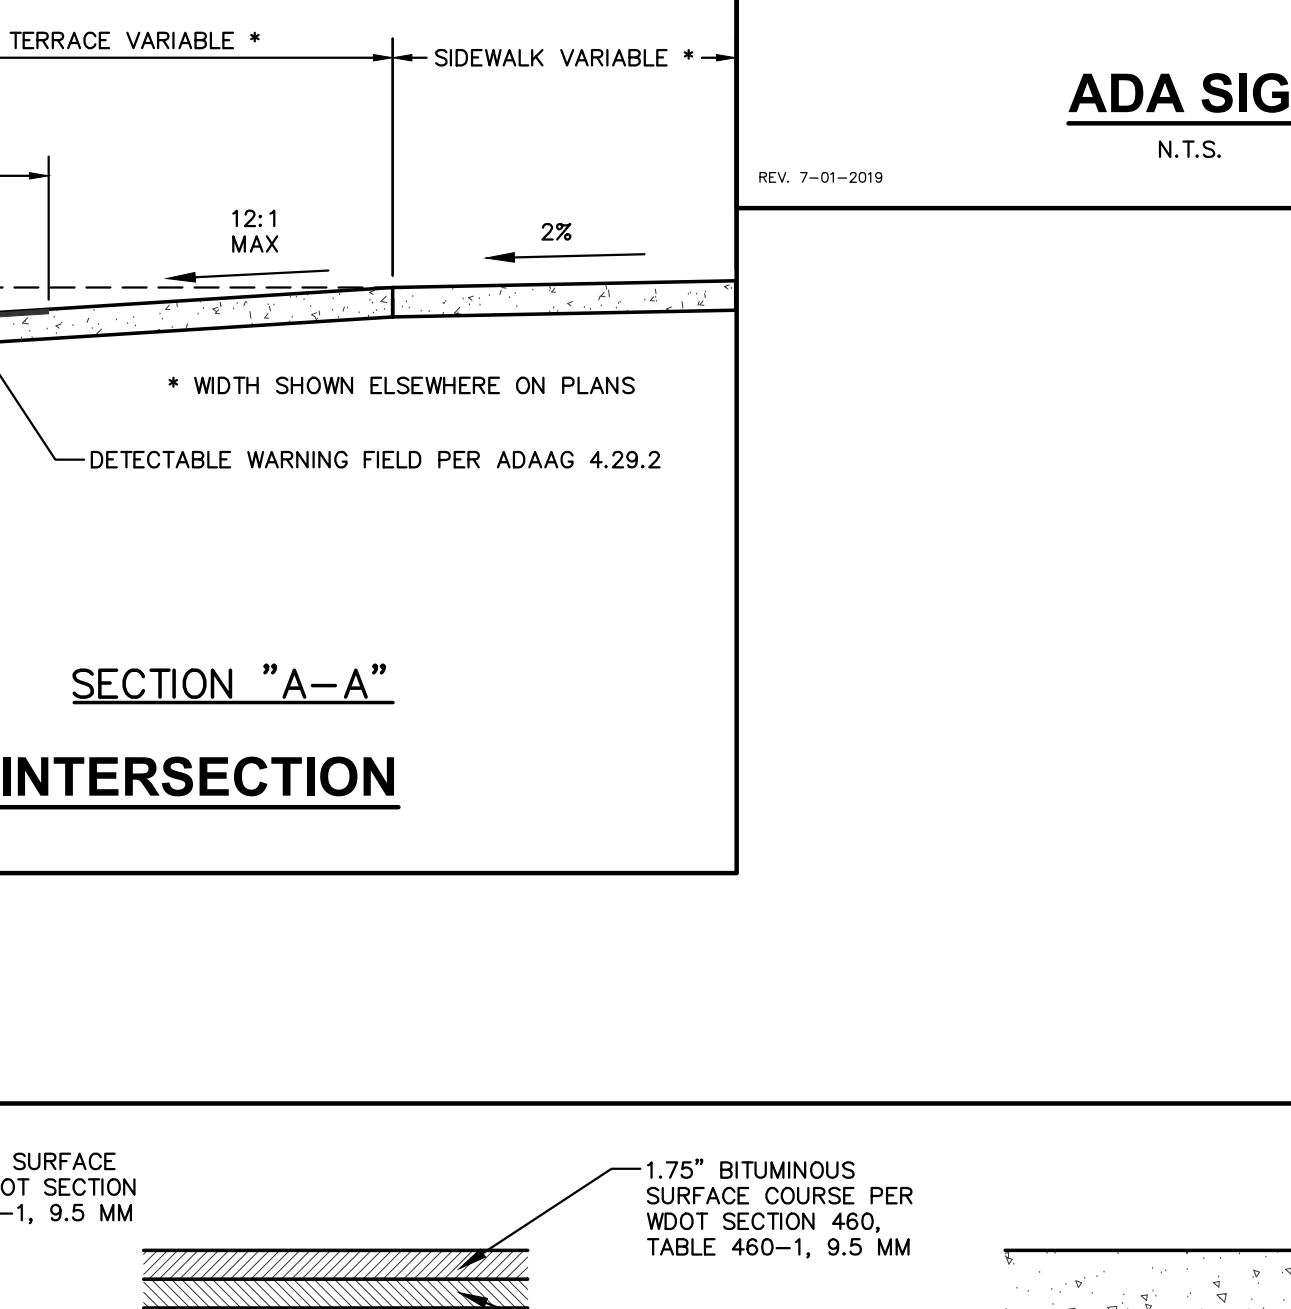 TERRACE VARIABLE *
SIDEWALK VARIABLE *
ADA SIG
N.T.S.
REV. 7-01-2019
12:1
MAX
2%
* WIDTH SHOWN ELSEWHERE ON PLANS
DETECTABLE WARNING FIELD PER ADAAG 4.29.2
SECTION "A-A"
INTERSECTION
SURFACE
OT SECTION
-1, 9.5 MM
1.75" BITUMINOUS
SURFACE COURSE PER
WDOT SECTION 460,
TABLE 460-1, 9.5 MM